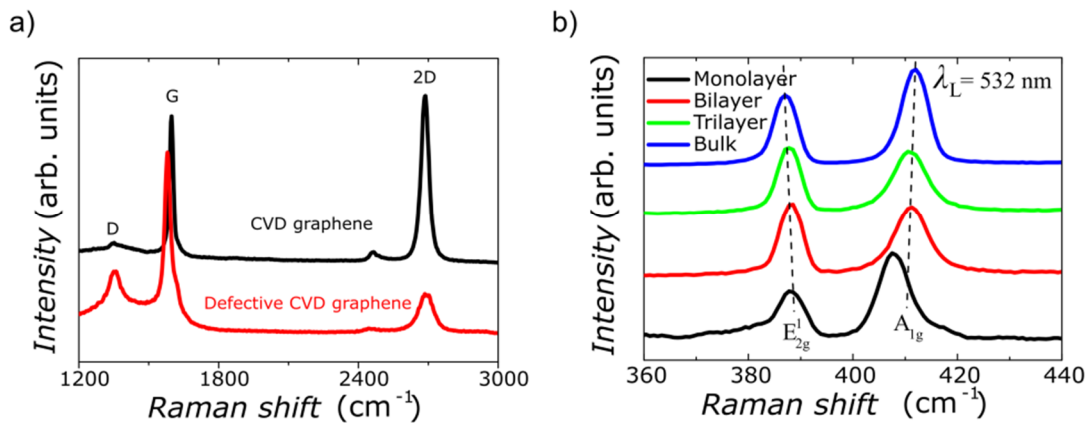 a)
Intensity (arb. units)
G
2D
D
CVD graphene
Defective CVD graphene
1200 1800 2400 3000
Raman shift (cm⁻¹)
b)
Intensity (arb. units)
Monolayer
Bilayer
Trilayer
Bulk
λL = 532 nm
E¹2g
A1g
360 380 400 420 440
Raman shift (cm⁻¹)